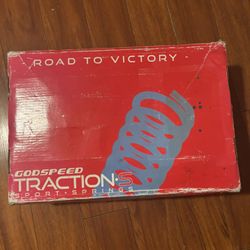 ROAD TO VICTORY
GODSPEED
TRACTION-S
SPORT·SPRINGS